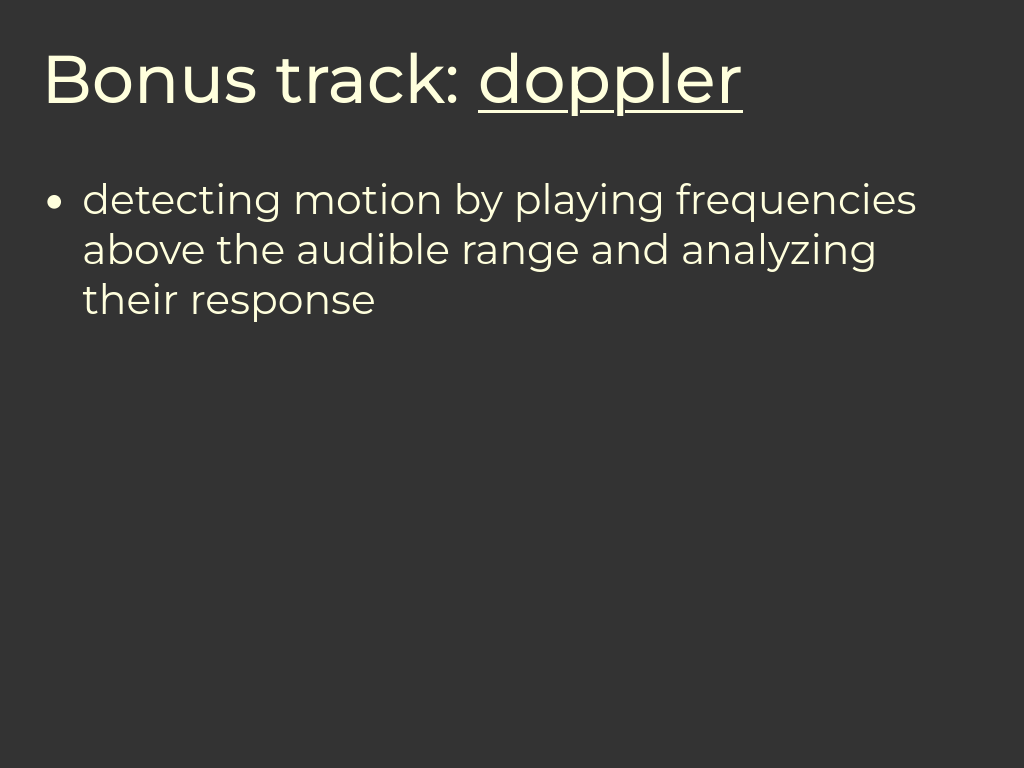 Bonus track: doppler
• detecting motion by playing frequencies
above the audible range and analyzing
their response